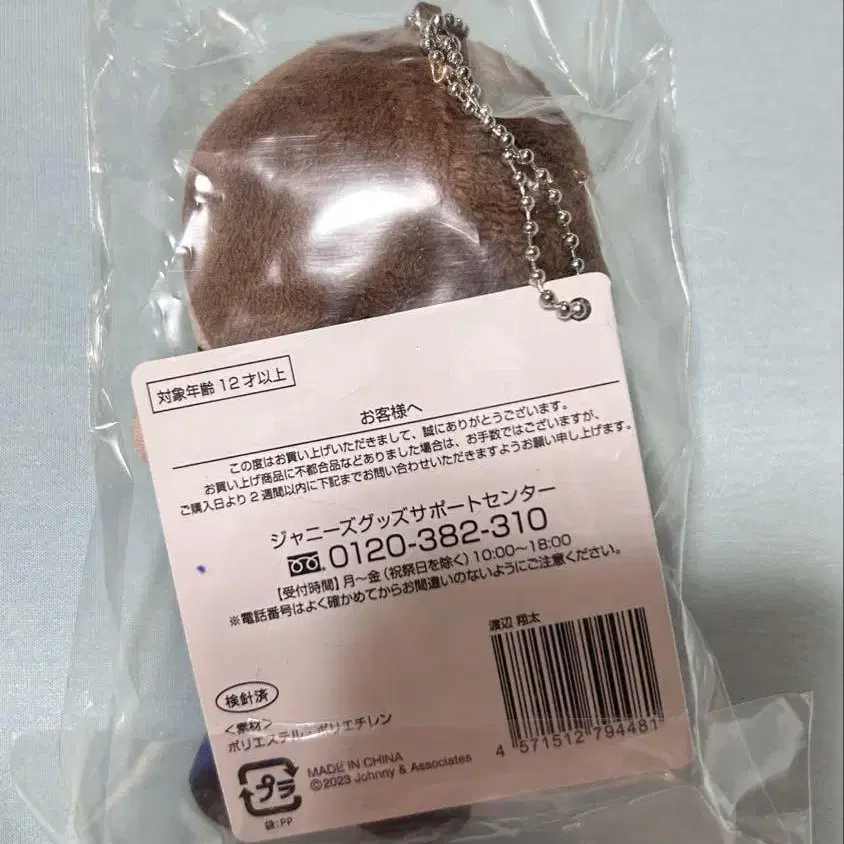 対象年齢12才以上
お客様へ
この度はお買い上げいただきまして、誠にありがとうございます。
お買い上げ商品に不都合品などありました場合は、お手数ではございますが、
ご購入日より2週間以内に下記までお問い合わせいただきますようお願い申し上げます。
ジャニーズグッズサポートセンター
0120-382-310
【受付時間】月〜金(祝祭日を除く)10:00〜18:00
※電話番号はよく確かめてからお間違いのないようにご注意ください。
渡辺 翔太
4 571512 794481
検針済
<素材>
ポリエステル・ポリエチレン
プラ
袋:PP
MADE IN CHINA
©2023 Johnny & Associates